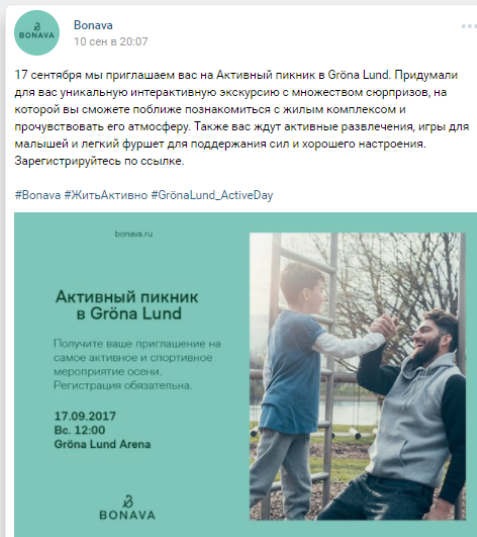 BONAVA
Bonava
10 сен в 20:07
17 сентября мы приглашаем вас на Активный пикник в Gröna Lund. Придумали
для вас уникальную интерактивную экскурсию с множеством сюрпризов, на
которой вы сможете поближе познакомиться с жилым комплексом и
прочувствовать его атмосферу. Также вас ждут активные развлечения, игры для
малышей и легкий фуршет для поддержания сил и хорошего настроения.
Зарегистрируйтесь по ссылке.
#Bonava #ЖитьАктивно #GrönaLund_ActiveDay
bonava.ru
Активный пикник
в Gröna Lund
Получите ваше приглашение на
самое активное и спортивное
мероприятие осени.
Регистрация обязательна.
17.09.2017
Вс. 12:00
Gröna Lund Arena
BONAVA